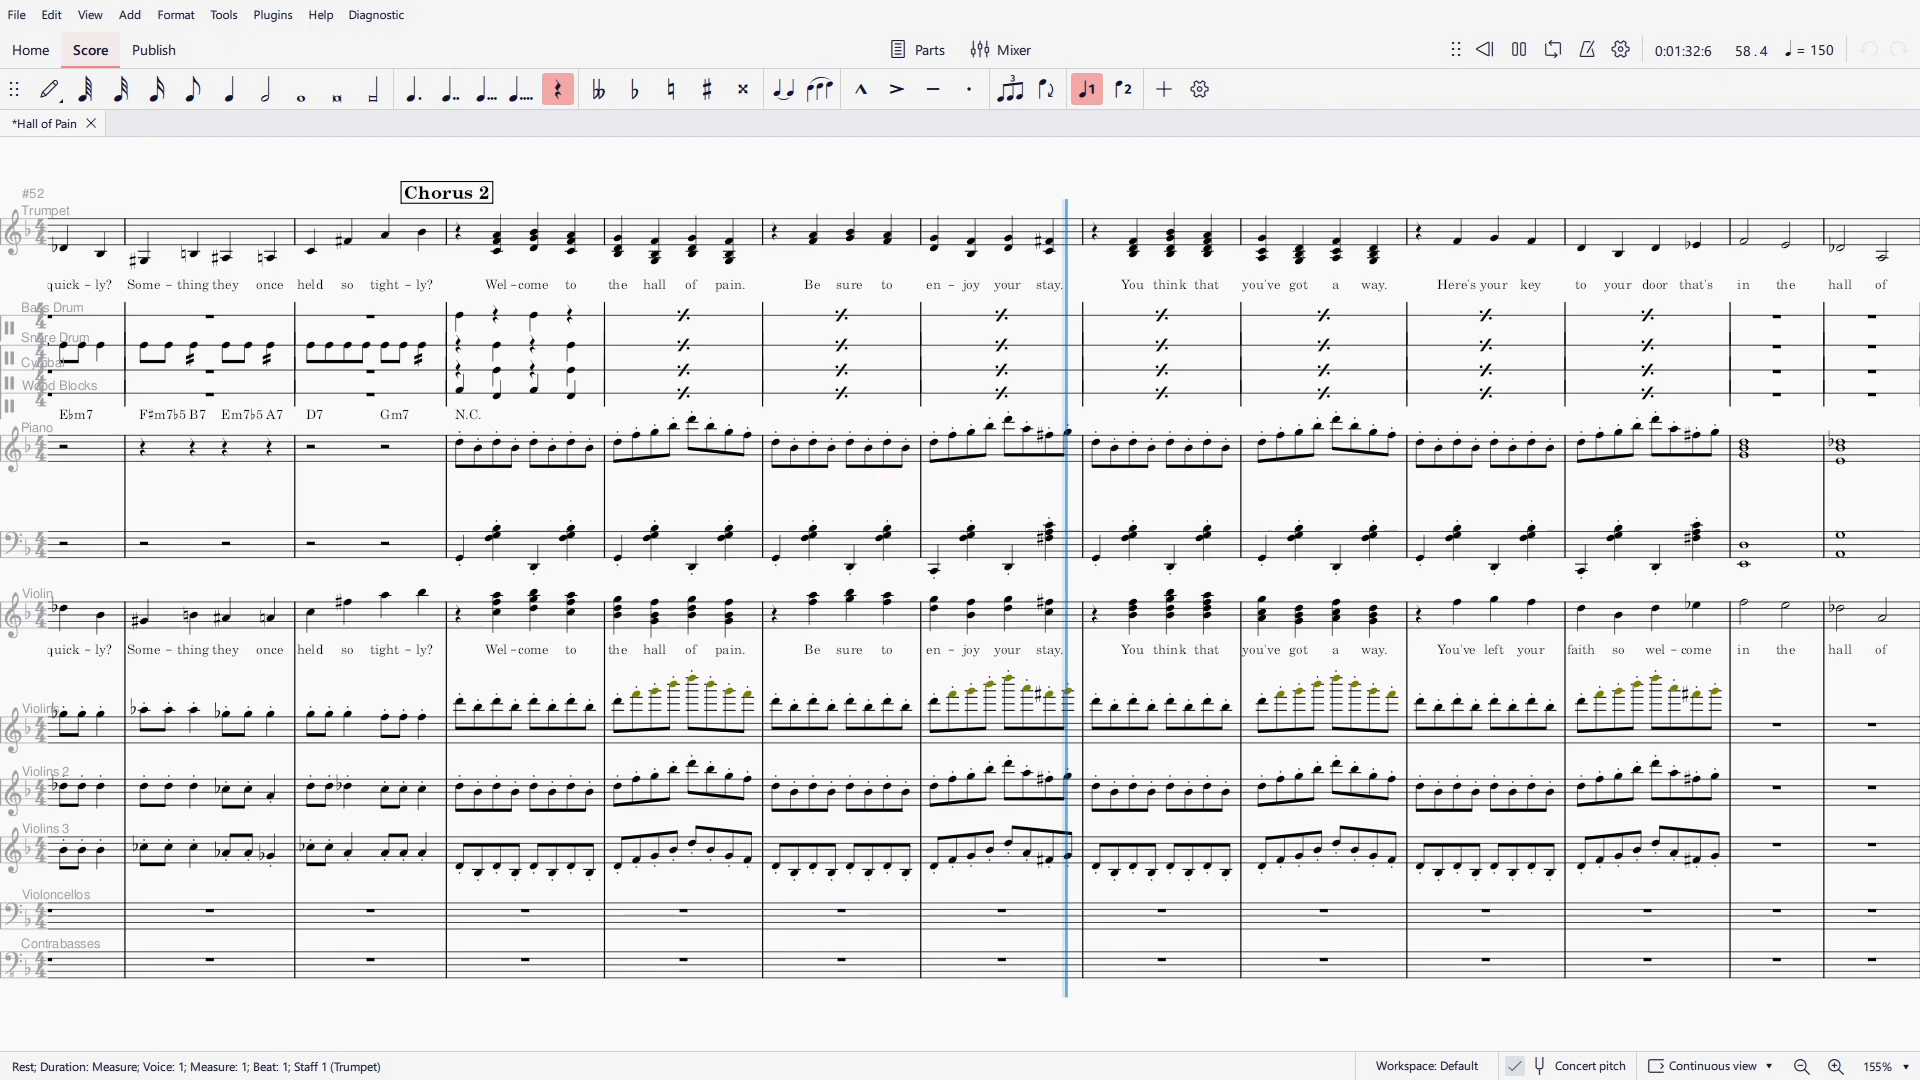 File Edit View Add Format Tools Plugins Help Diagnostic
Home Score Publish Parts Mixer 0:01:32:6 58 . 4 = 150
3 1 2
*Hall of Pain
#52
Chorus 2
Trumpet
quick - ly? Some - thing they once held so tight - ly? Wel - come to the hall of pain. Be sure to en - joy your stay. You think that you've got a way. Here's your key to your door that's in the hall of
Bass Drum
Snare Drum
Cymbal
Wood Blocks
E♭m7 F♯m7♭5 B7 Em7♭5 A7 D7 Gm7 N.C.
Piano
Violin
quick - ly? Some - thing they once held so tight - ly? Wel - come to the hall of pain. Be sure to en - joy your stay. You think that you've got a way. You've left your faith so wel - come in the hall of
Violins
Violins 2
Violins 3
Violoncellos
Contrabasses
Rest; Duration: Measure; Voice: 1; Measure: 1; Beat: 1; Staff 1 (Trumpet) Workspace: Default Concert pitch Continuous view 155%